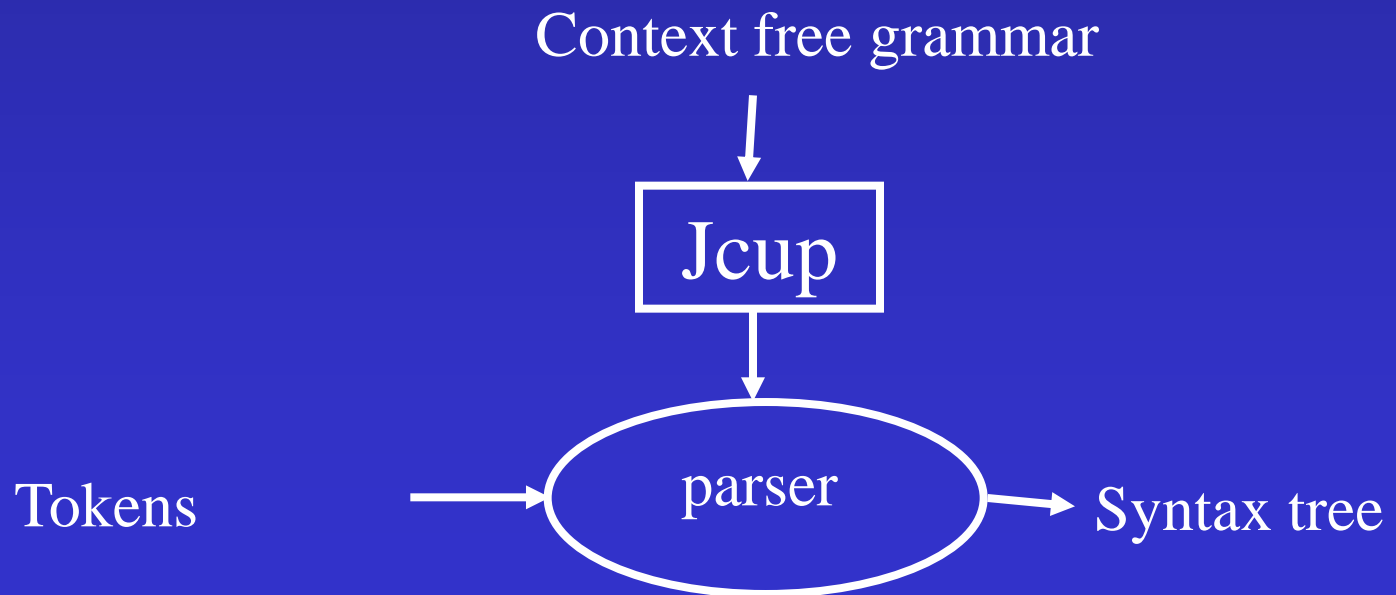 Context free grammar
Jcup
parser
Tokens
Syntax tree